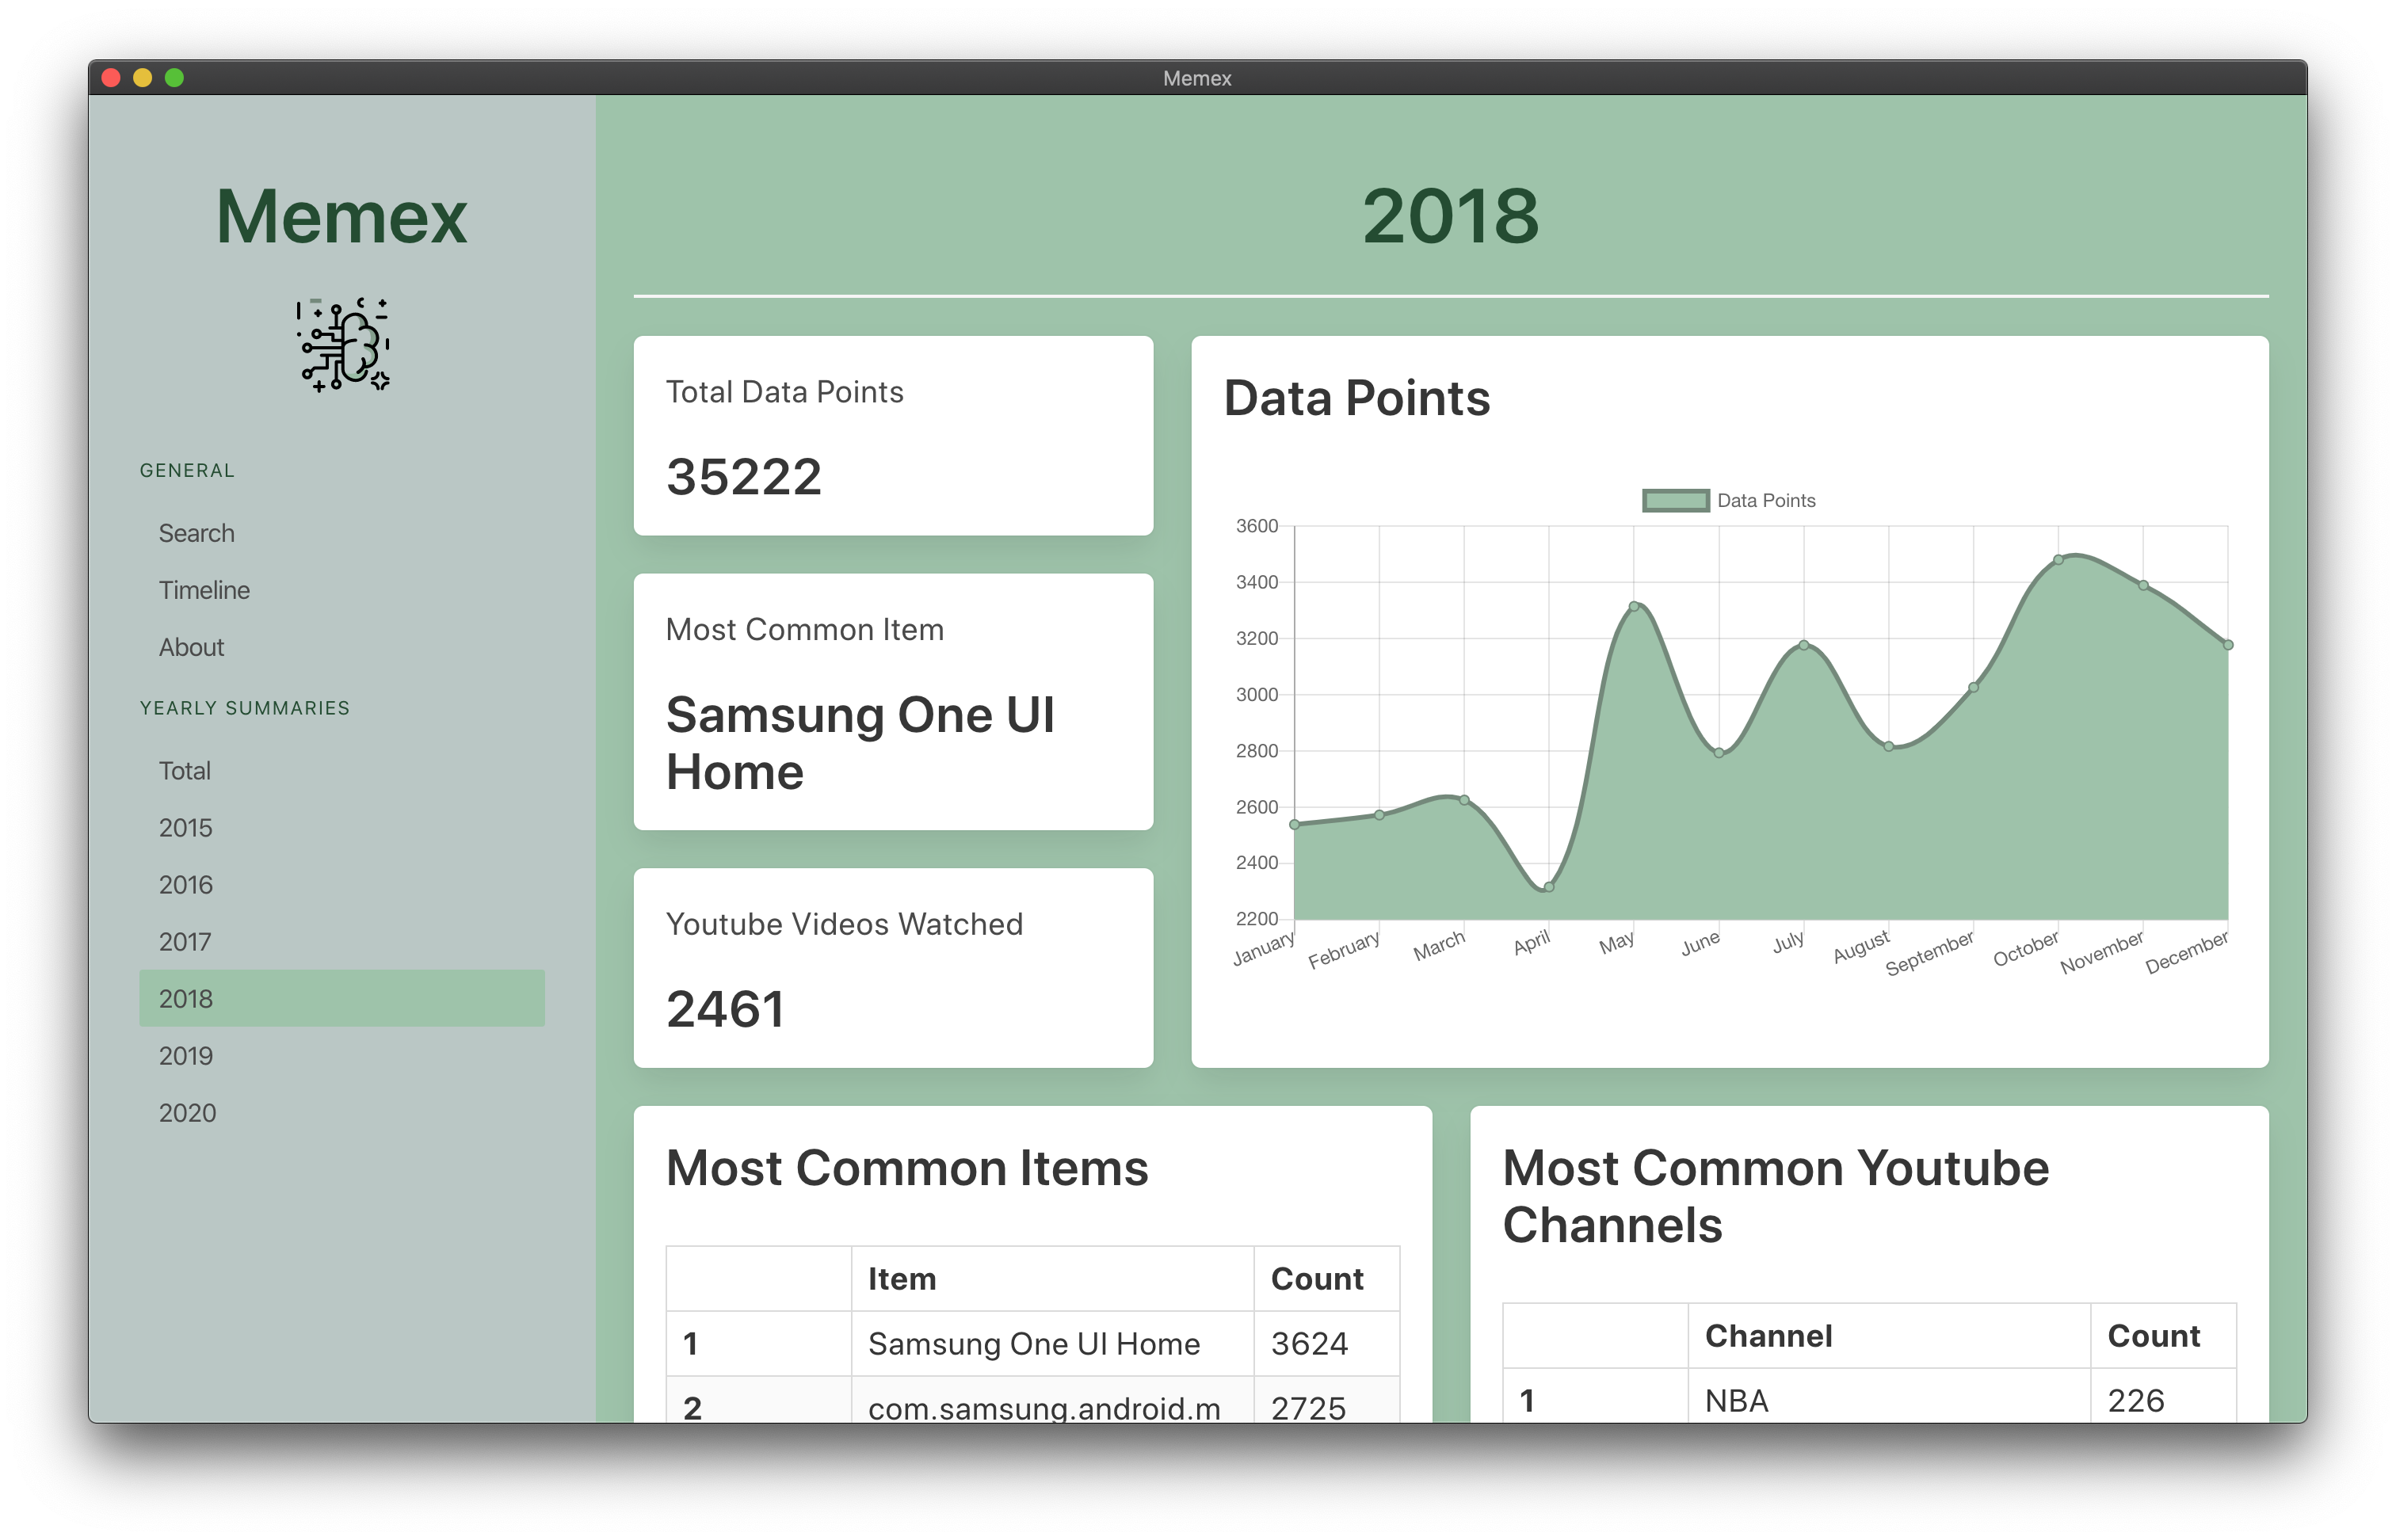 Memex
Memex
GENERAL
Search
Timeline
About
YEARLY SUMMARIES
Total
2015
2016
2017
2018
2019
2020
2018
Total Data Points
35222
Most Common Item
Samsung One UI
Home
Youtube Videos Watched
2461
Data Points
Data Points
3600
3400
3200
3000
2800
2600
2400
2200
January February March April May June July August September October November December
Most Common Items
Item Count
1 Samsung One UI Home 3624
2 com.samsung.android.m 2725
Most Common Youtube
Channels
Channel Count
1 NBA 226